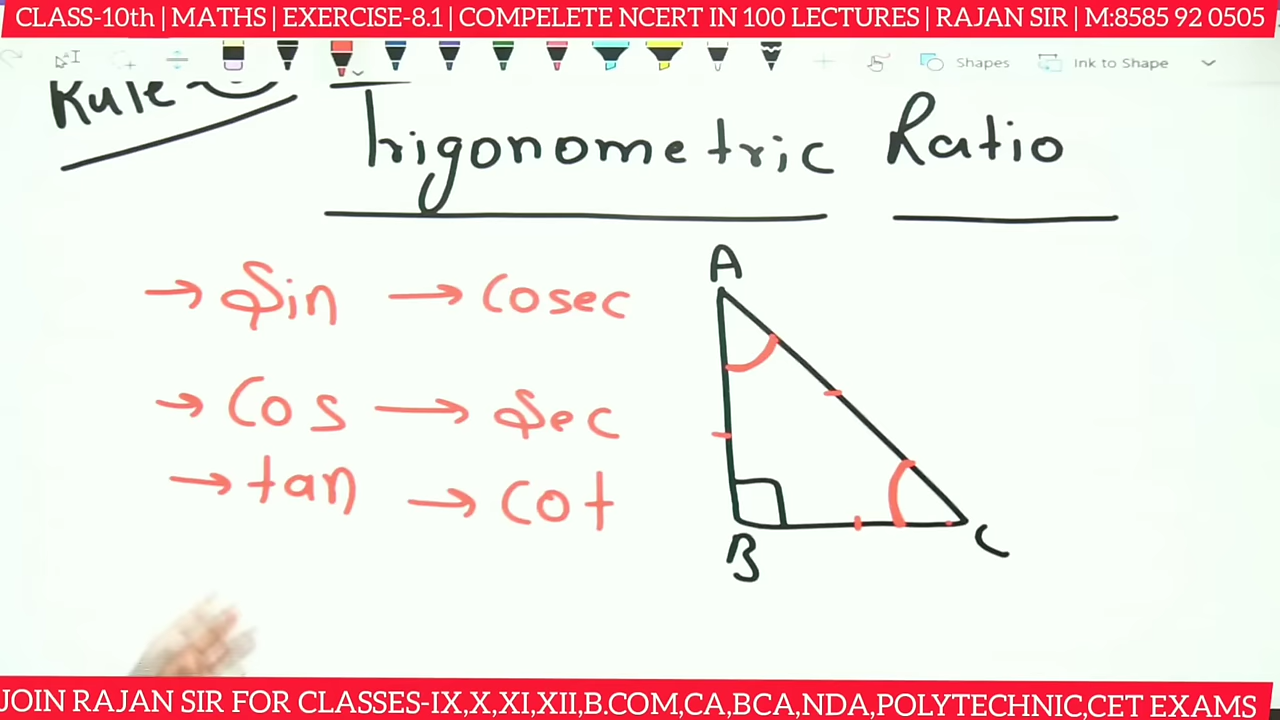 CLASS-10th | MATHS | EXERCISE-8.1 | COMPELETE NCERT IN 100 LECTURES | RAJAN SIR | M:8585 92 0505
Shapes Ink to Shape
Rule
Trigonometric Ratio
A
→ Sin → Cosec
→ Cos → Sec
→ tan → Cot
B C
JOIN RAJAN SIR FOR CLASSES-IX,X,XI,XII,B.COM,CA,BCA,NDA,POLYTECHNIC,CET EXAMS